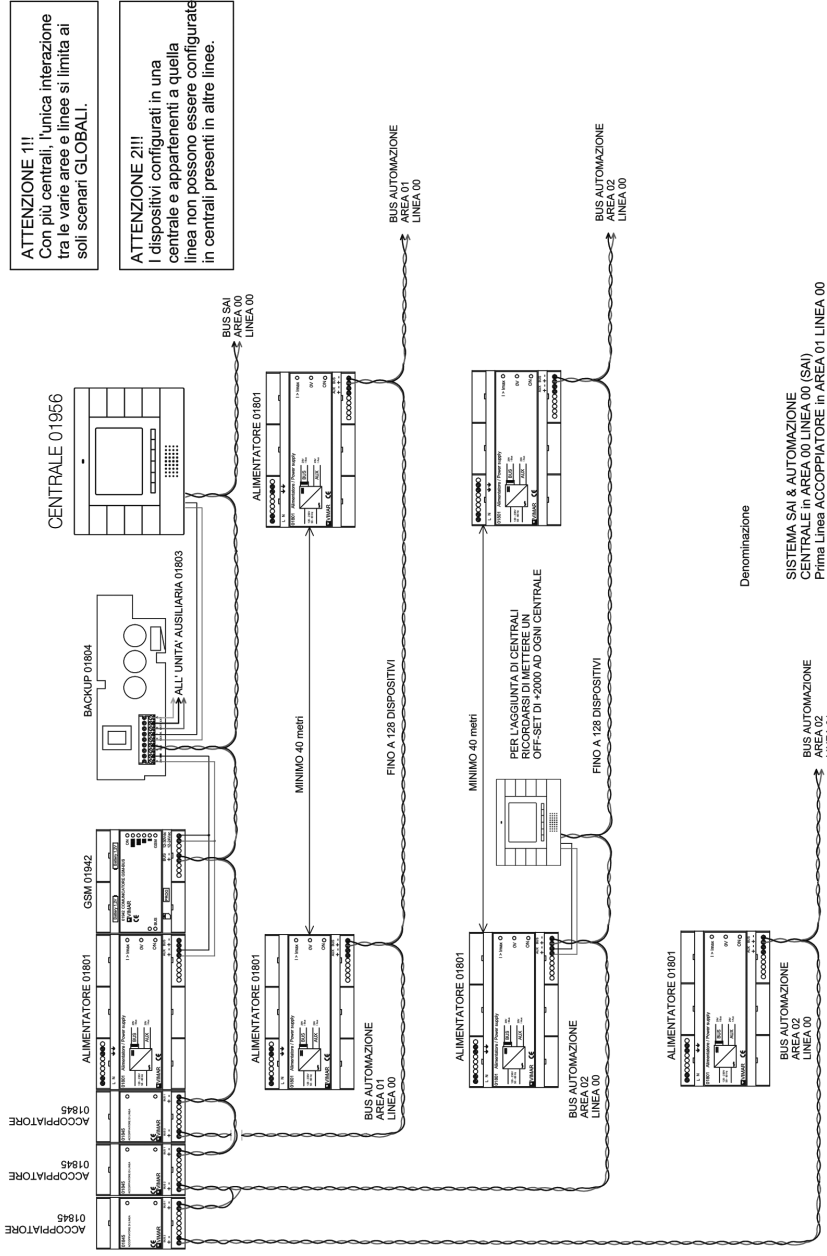 ATTENZIONE 1!!!
Con più centrali, l'unica interazione
tra le varie aree e linee si limita ai
soli scenari GLOBALI.
ATTENZIONE 2!!!
I dispositivi configurati in una
centrale e appartenenti a quella
linea non possono essere configurate
in centrali presenti in altre linee.
CENTRALE 01956
BACKUP 01804
ALL' UNITA' AUSILIARIA 01803
GSM 01942
ALIMENTATORE 01801
ACCOPPIATORE
01845
ACCOPPIATORE
01845
ACCOPPIATORE
01845
BUS SAI
AREA 00
LINEA 00
ALIMENTATORE 01801
MINIMO 40 metri
ALIMENTATORE 01801
BUS AUTOMAZIONE
AREA 01
LINEA 00
FINO A 128 DISPOSITIVI
BUS AUTOMAZIONE
AREA 01
LINEA 00
MINIMO 40 metri
ALIMENTATORE 01801
PER L'AGGIUNTA DI CENTRALI
RICORDARSI DI METTERE UN
OFF-SET DI +2000 AD OGNI CENTRALE
BUS AUTOMAZIONE
AREA 02
LINEA 00
FINO A 128 DISPOSITIVI
BUS AUTOMAZIONE
AREA 02
LINEA 00
ALIMENTATORE 01801
BUS AUTOMAZIONE
AREA 02
LINEA 00
BUS AUTOMAZIONE
AREA 02
Denominazione
SISTEMA SAI & AUTOMAZIONE
CENTRALE in AREA 00 LINEA 00 (SAI)
Prima Linea ACCOPPIATORE in AREA 01 LINEA 00